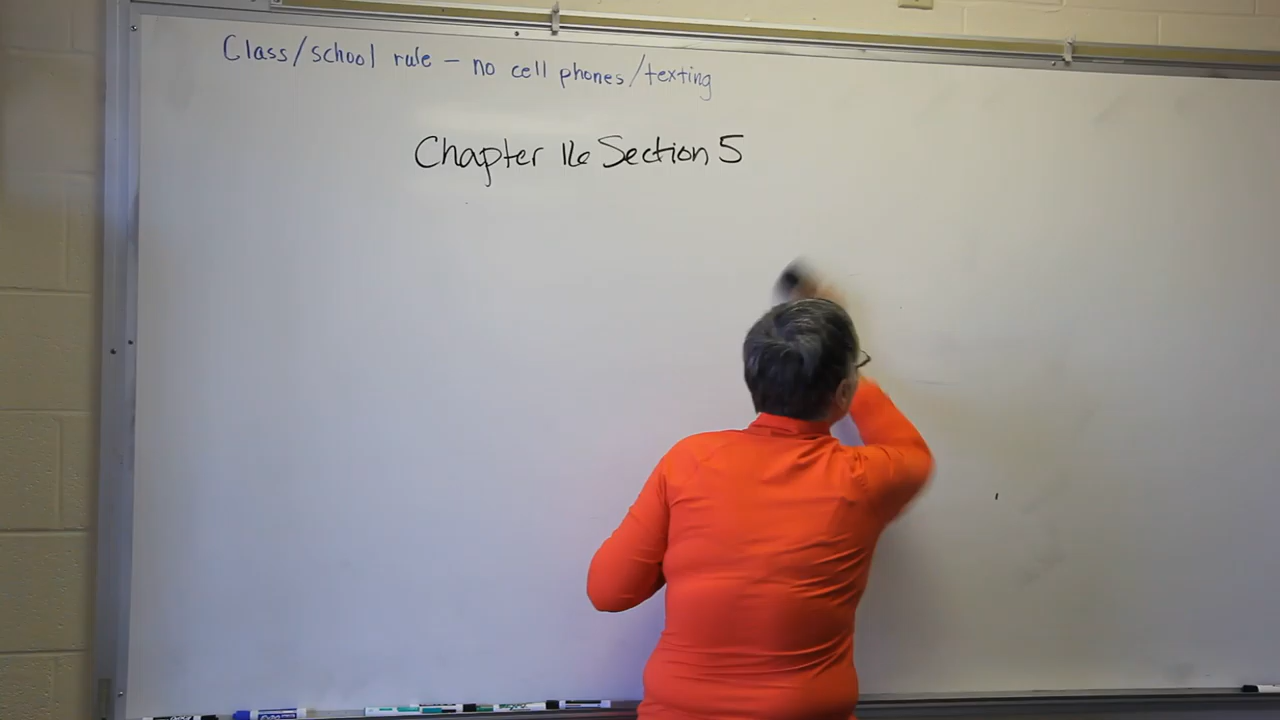 Class/school rule - no cell phones/texting
Chapter 16 Section 5